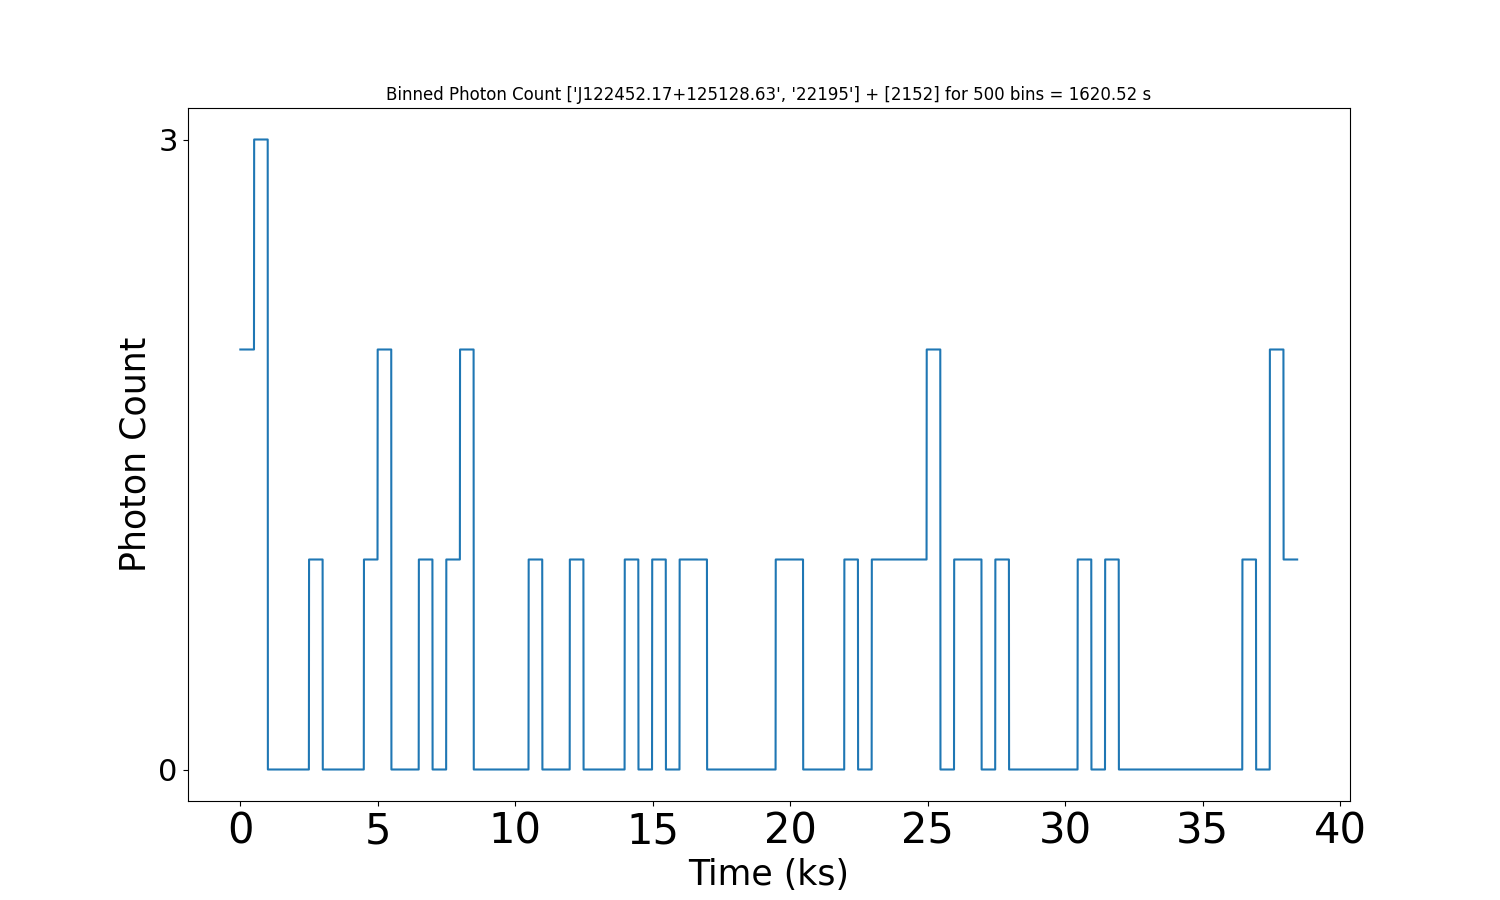 Binned Photon Count ['J122452.17+125128.63', '22195'] + [2152] for 500 bins = 1620.52 s
3
Photon Count
0
0 5 10 15 20 25 30 35 40
Time (ks)